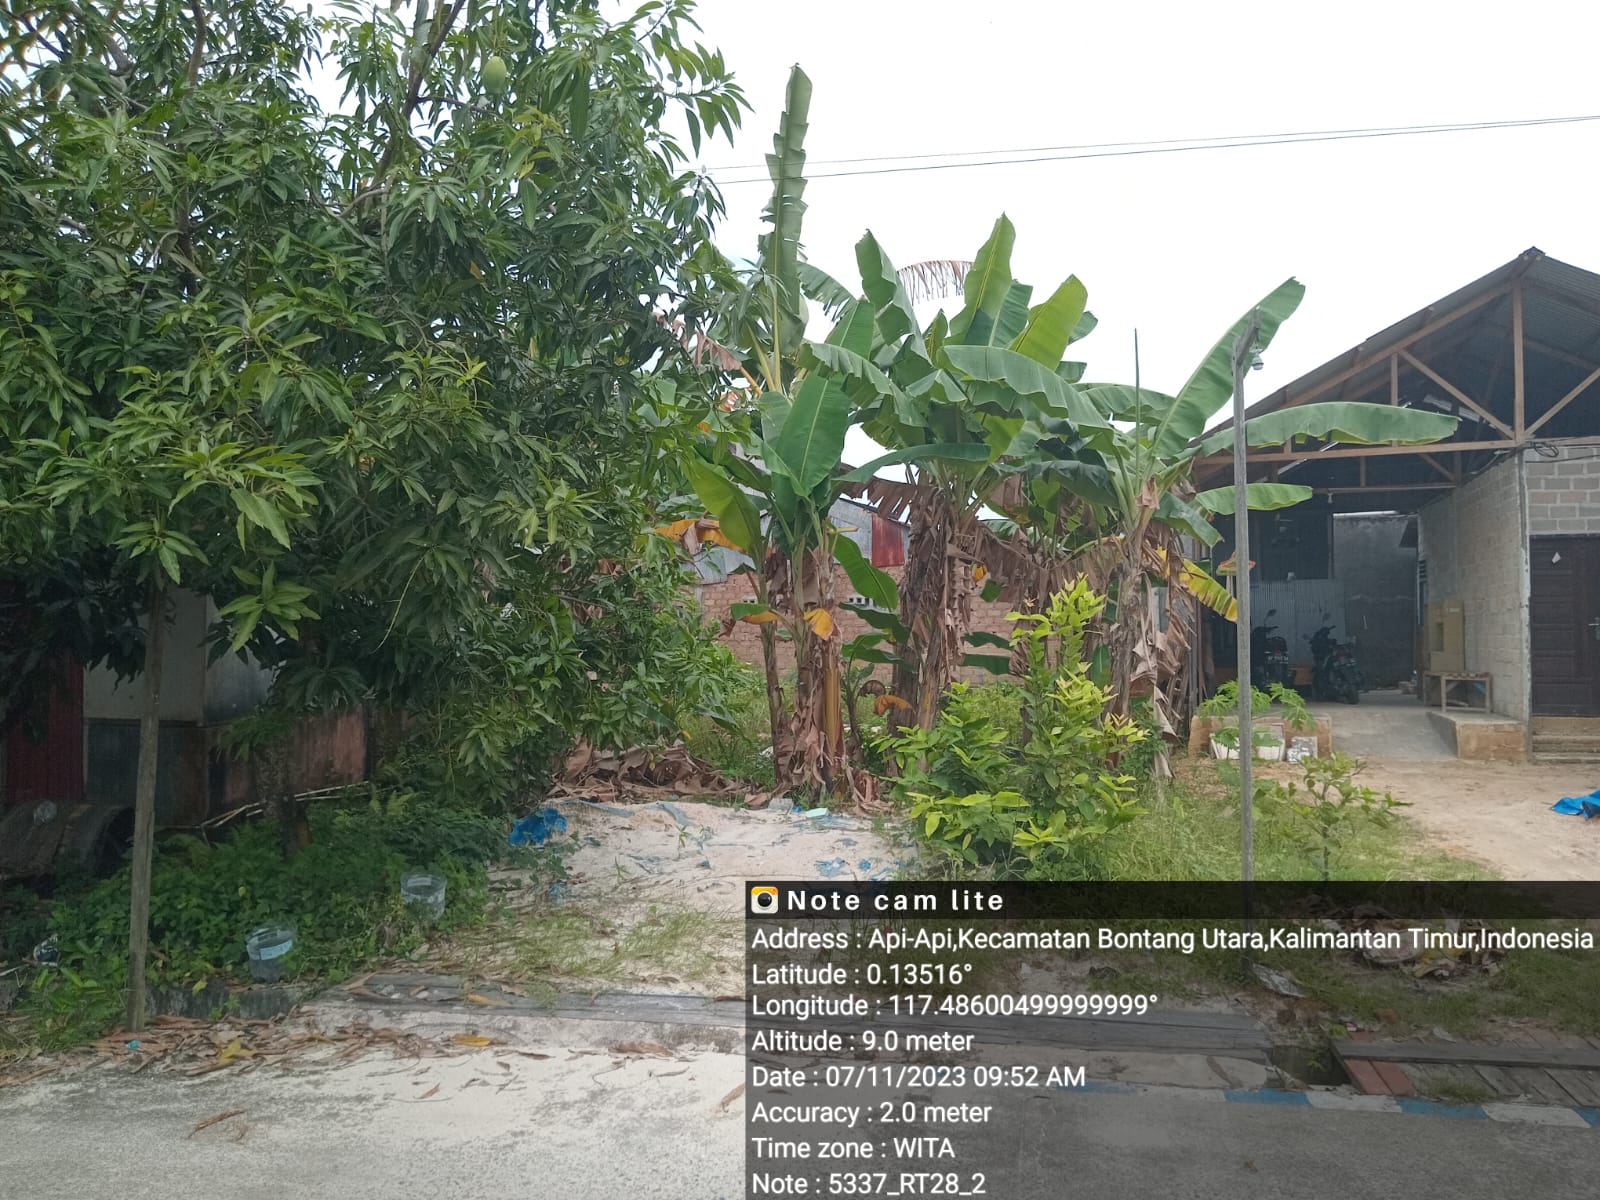 Note cam lite
Address : Api-Api,Kecamatan Bontang Utara,Kalimantan Timur,Indonesia
Latitude : 0.13516°
Longitude : 117.48600499999999°
Altitude : 9.0 meter
Date : 07/11/2023 09:52 AM
Accuracy : 2.0 meter
Time zone : WITA
Note : 5337_RT28_2